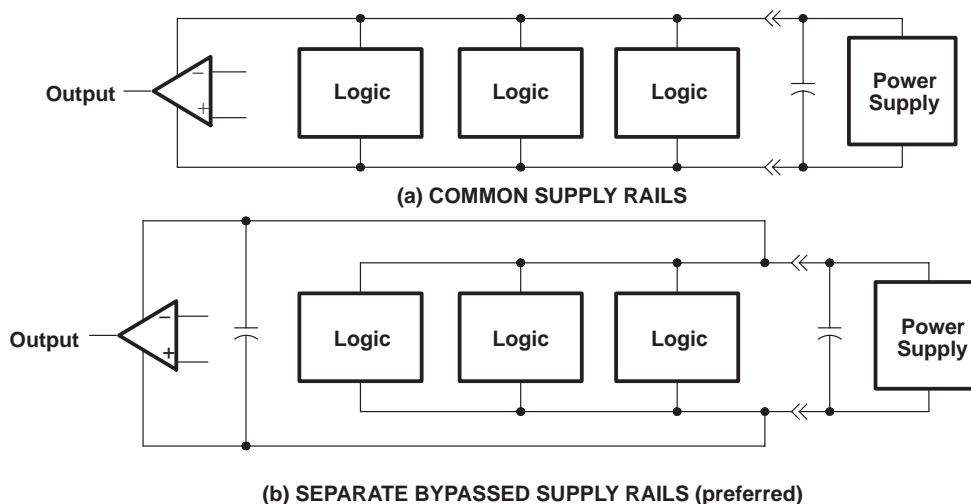 Output
−
+
Logic
Logic
Logic
Power
Supply
(a) COMMON SUPPLY RAILS
Output
−
+
Logic
Logic
Logic
Power
Supply
(b) SEPARATE BYPASSED SUPPLY RAILS (preferred)